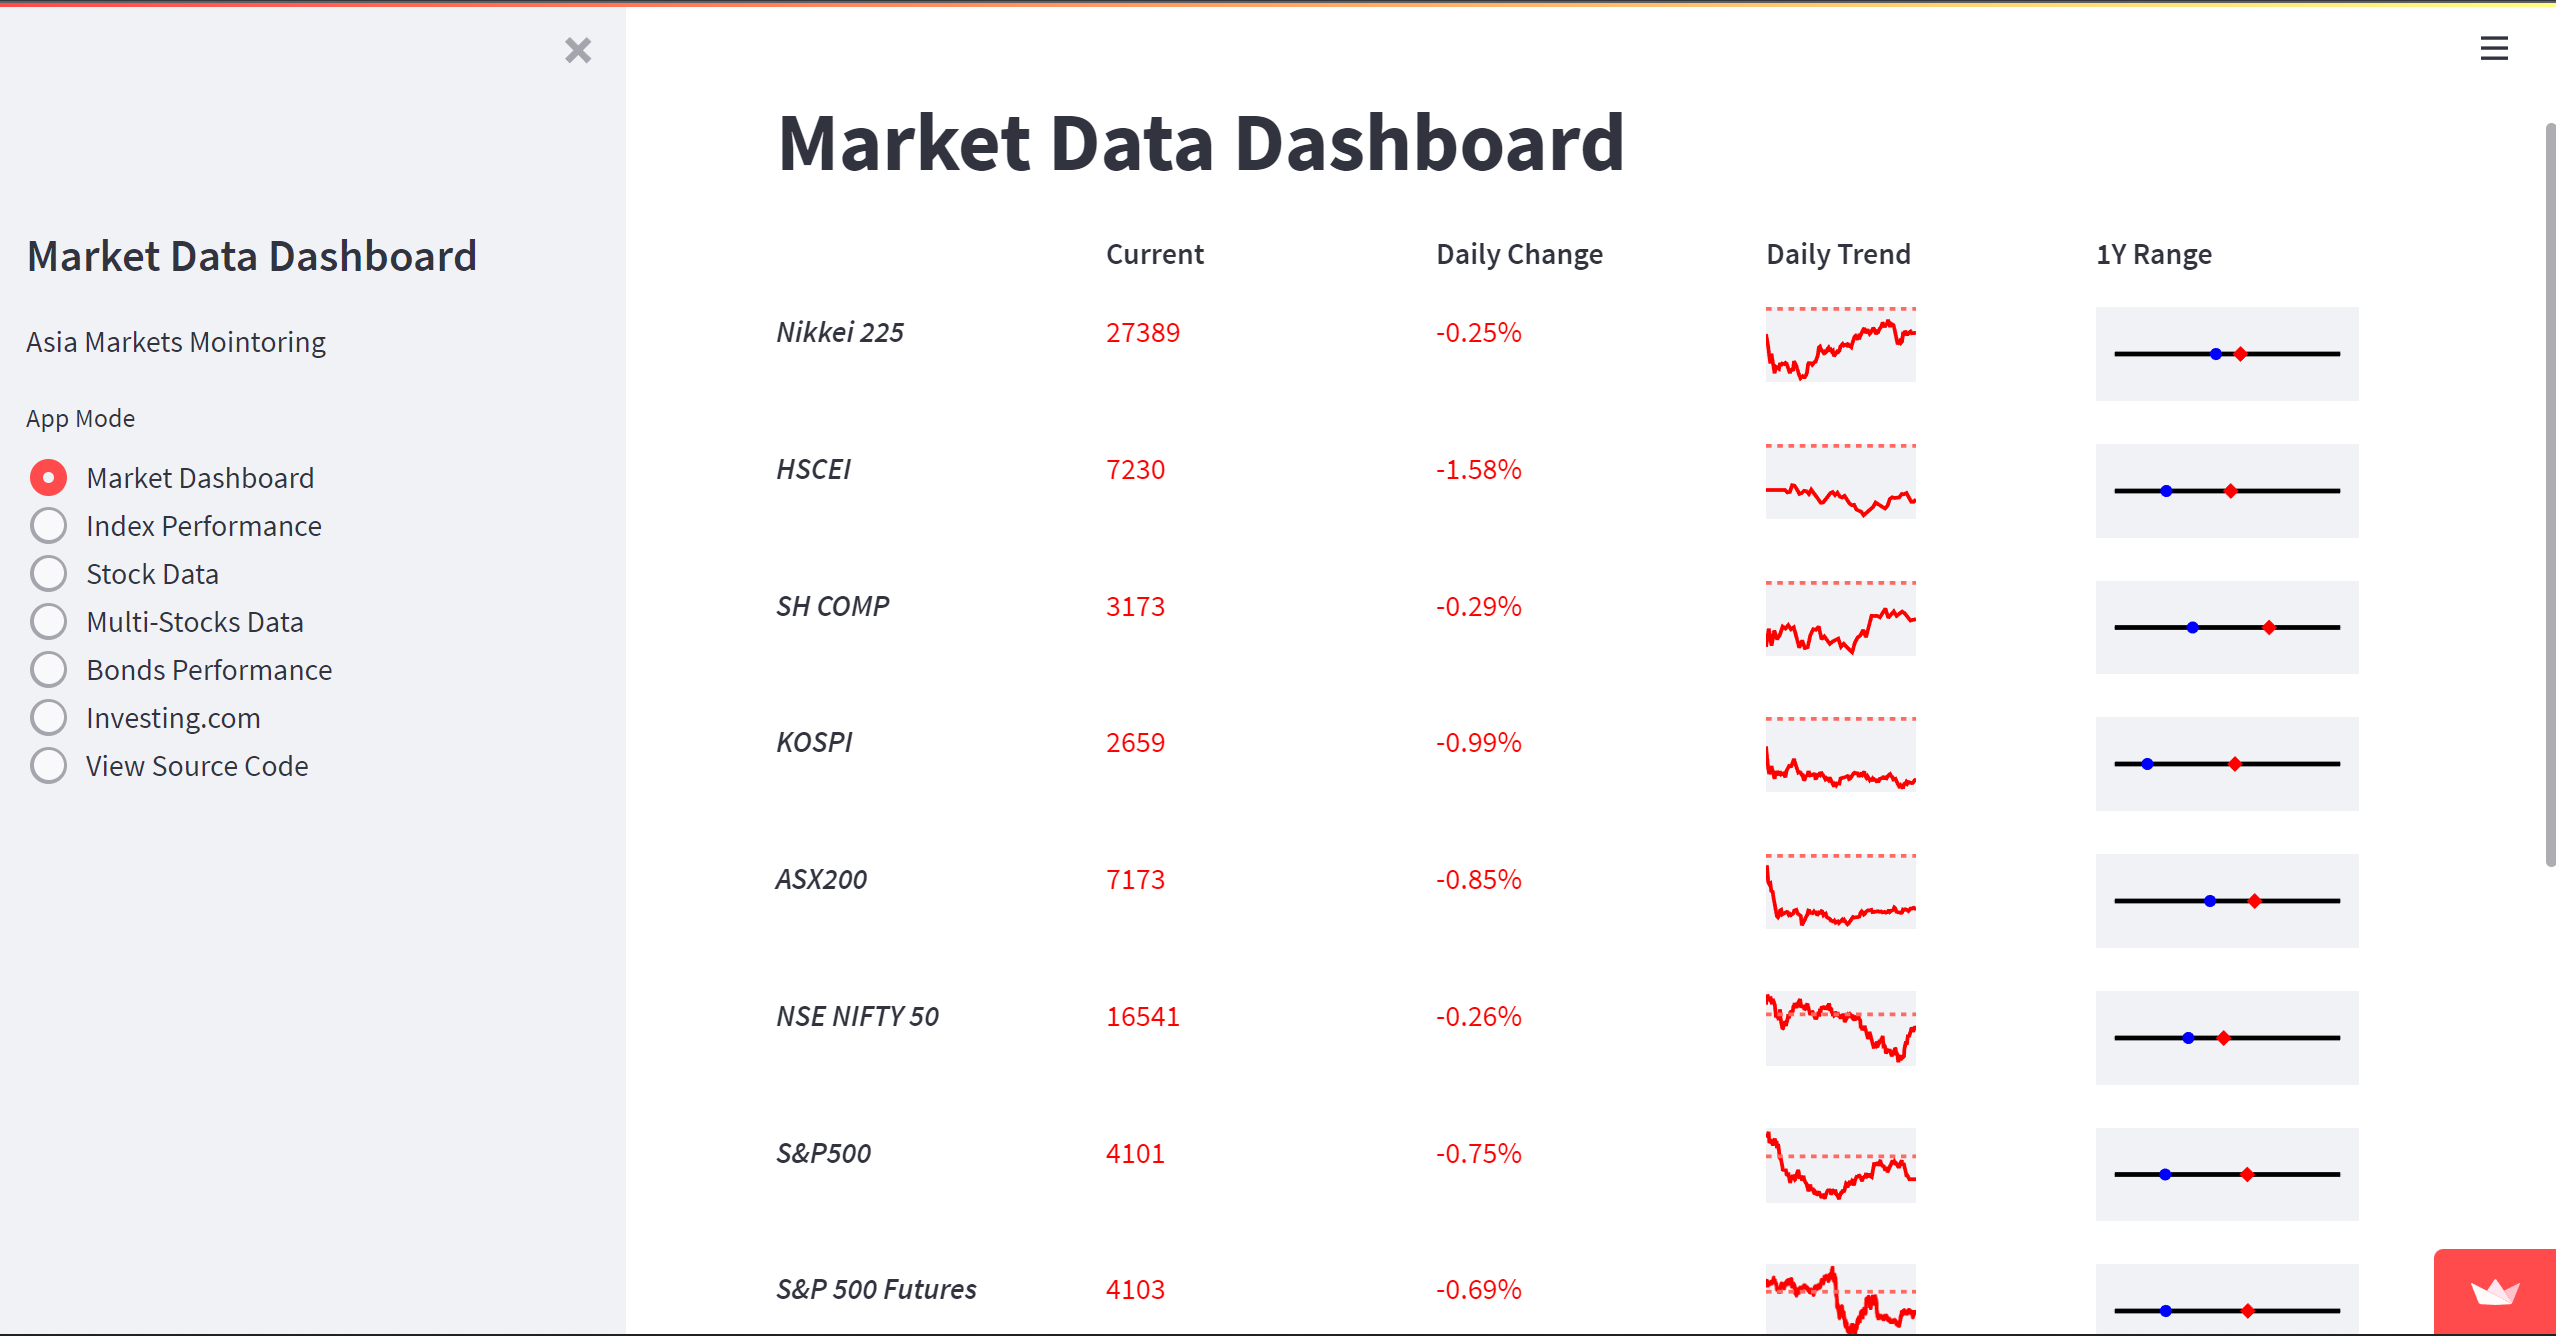 Market Data Dashboard
Asia Markets Mointoring
App Mode
Market Dashboard
Index Performance
Stock Data
Multi-Stocks Data
Bonds Performance
Investing.com
View Source Code
Market Data Dashboard
Current Daily Change Daily Trend 1Y Range
Nikkei 225 27389 -0.25%
HSCEI 7230 -1.58%
SH COMP 3173 -0.29%
KOSPI 2659 -0.99%
ASX200 7173 -0.85%
NSE NIFTY 50 16541 -0.26%
S&P500 4101 -0.75%
S&P 500 Futures 4103 -0.69%